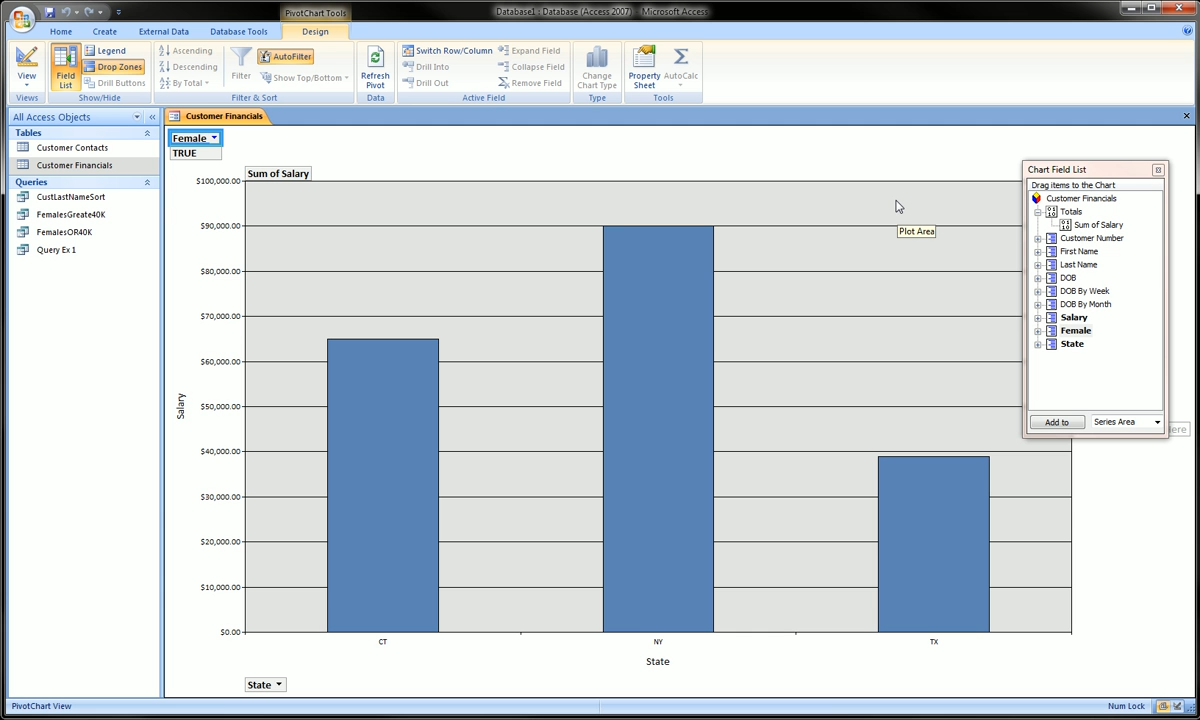 PivotChart Tools
Database1 : Database (Access 2007) - Microsoft Access
Home Create External Data Database Tools Design
View
Views
Field List
Legend
Drop Zones
Drill Buttons
Show/Hide
Ascending
Descending
By Total
Filter
AutoFilter
Show Top/Bottom
Filter & Sort
Refresh Pivot
Data
Switch Row/Column
Drill Into
Drill Out
Expand Field
Collapse Field
Remove Field
Active Field
Change Chart Type
Type
Property Sheet
AutoCalc
Tools
All Access Objects
Tables
Customer Contacts
Customer Financials
Queries
CustLastNameSort
FemalesGreate40K
FemalesOR40K
Query Ex 1
Customer Financials
Female
TRUE
Sum of Salary
$100,000.00
$90,000.00
$80,000.00
$70,000.00
$60,000.00
$50,000.00
$40,000.00
$30,000.00
$20,000.00
$10,000.00
$0.00
Salary
CT NY TX
State
State
Plot Area
Chart Field List
Drag items to the Chart
Customer Financials
Totals
Sum of Salary
Customer Number
First Name
Last Name
DOB
DOB By Week
DOB By Month
Salary
Female
State
Add to Series Area
PivotChart View
Num Lock